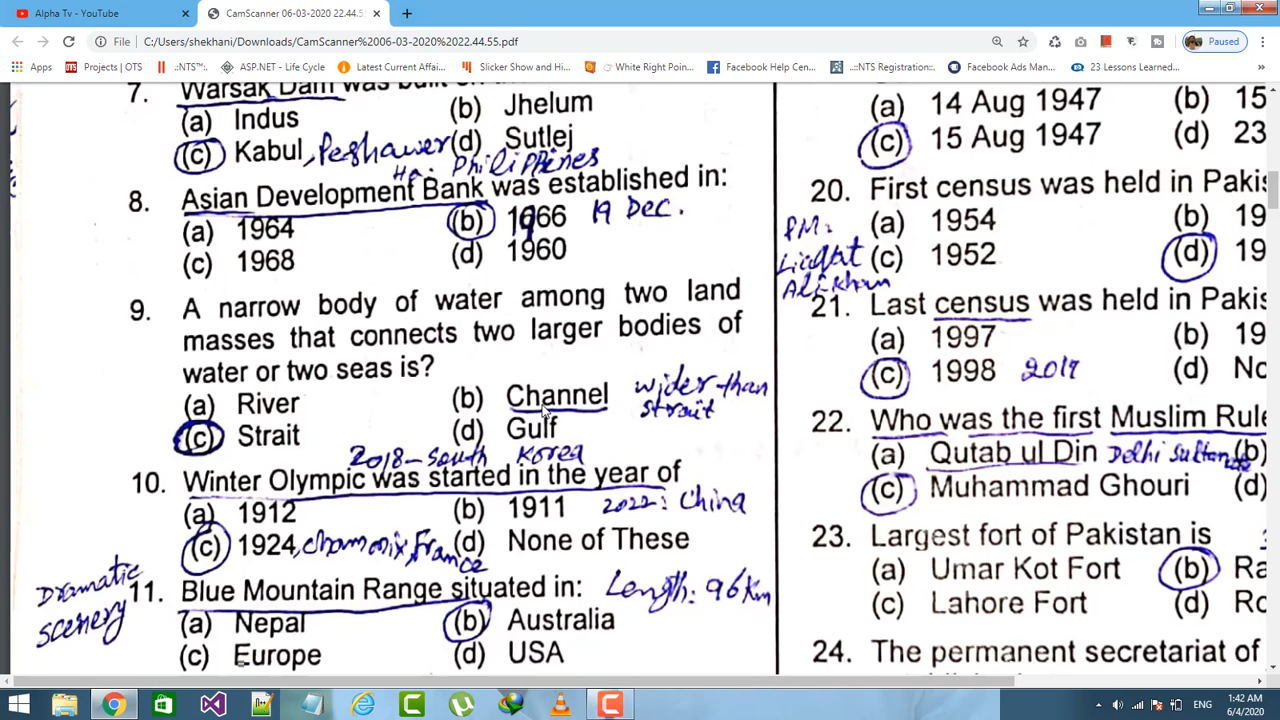 Alpha Tv - YouTube
CamScanner 06-03-2020 22.44.5
File
C:/Users/shekhani/Downloads/CamScanner%2006-03-2020%2022.44.55.pdf
Paused
Apps
Projects | OTS
..::NTS::..
ASP.NET - Life Cycle
Latest Current Affai...
Slicer Show and Hi...
White Right Poin...
Facebook Help Cen...
..::NTS Registration:..
Facebook Ads Man...
23 Lessons Learned...
7. Warsak Dam was built on
(a) Indus
(b) Jhelum
(c) Kabul, Peshawer
(d) Sutlej
Philippines
8. Asian Development Bank was established in:
(a) 1964
(b) 1966 19 Dec.
(c) 1968
(d) 1960
9. A narrow body of water among two land
masses that connects two larger bodies of
water or two seas is?
(a) River
(b) Channel wider than
strait
(c) Strait
(d) Gulf
2018-South Korea
10. Winter Olympic was started in the year of
(a) 1912
(b) 1911 2022: China
(c) 1924, chamonix, France
(d) None of These
Dramatic
scenery
11. Blue Mountain Range situated in: Length: 96 Km
(a) Nepal
(b) Australia
(c) Europe
(d) USA
(a) 14 Aug 1947
(b) 15
(c) 15 Aug 1947
(d) 23
20. First census was held in Pakis
(a) 1954
(b) 19
PM:
Liaqat
Ali Khan
(c) 1952
(d) 19
21. Last census was held in Pakis
(a) 1997
(b) 19
(c) 1998 2017
(d) No
22. Who was the first Muslim Rule
(a) Qutab ul Din Delhi Sultanate
(b)
(c) Muhammad Ghouri
(d)
23. Largest fort of Pakistan is
(a) Umar Kot Fort
(b) Ra
(c) Lahore Fort
(d) Ro
24. The permanent secretariat of
ENG
1:42 AM
6/4/2020